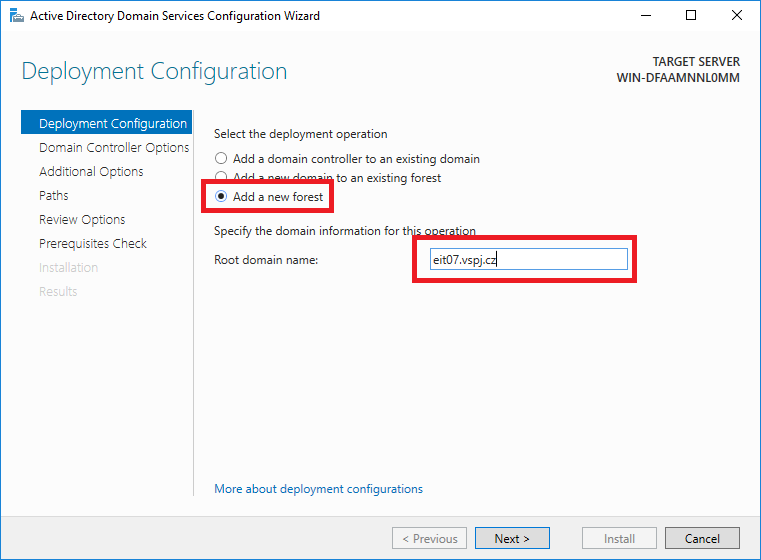 Active Directory Domain Services Configuration Wizard
Deployment Configuration
TARGET SERVER
WIN-DFAAMNNL0MM
Deployment Configuration
Domain Controller Options
Additional Options
Paths
Review Options
Prerequisites Check
Installation
Results
Select the deployment operation
Add a domain controller to an existing domain
Add a new domain to an existing forest
Add a new forest
Specify the domain information for this operation
Root domain name:
eit07.vspj.cz
More about deployment configurations
< Previous
Next >
Install
Cancel